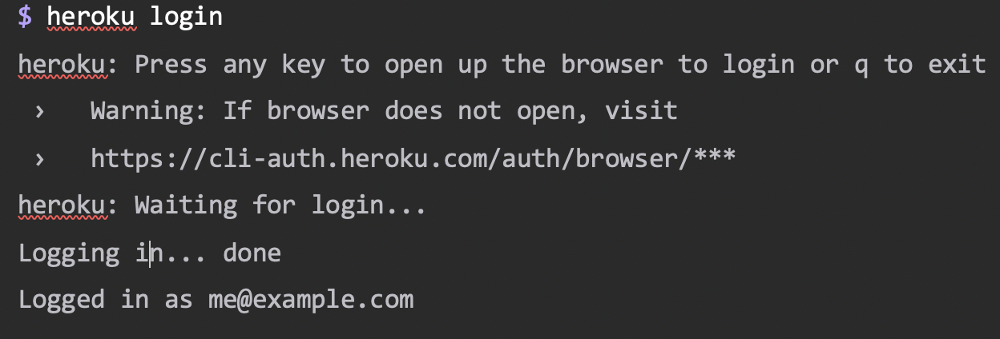 $ heroku login
heroku: Press any key to open up the browser to login or q to exit
›   Warning: If browser does not open, visit
›   https://cli-auth.heroku.com/auth/browser/***
heroku: Waiting for login...
Logging in... done
Logged in as me@example.com